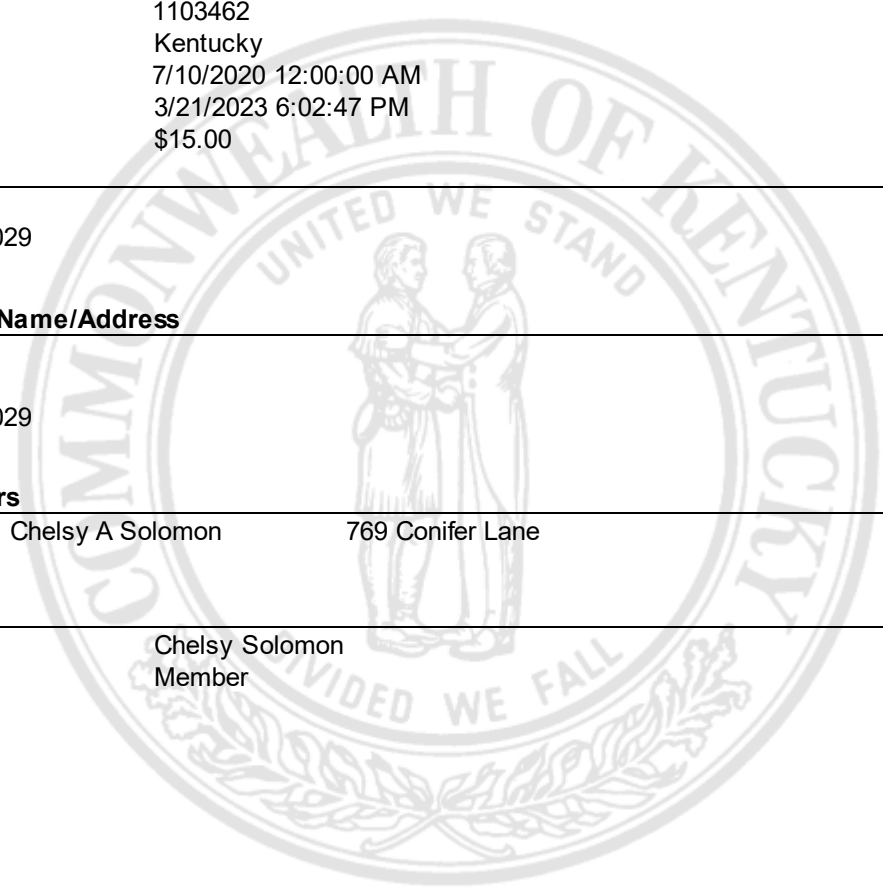 1103462
Kentucky
7/10/2020 12:00:00 AM
3/21/2023 6:02:47 PM
$15.00
029
Name/Address
029
rs
Chelsy A Solomon 769 Conifer Lane
Chelsy Solomon
Member
COMMONWEALTH OF KENTUCKY
UNITED WE STAND
DIVIDED WE FALL